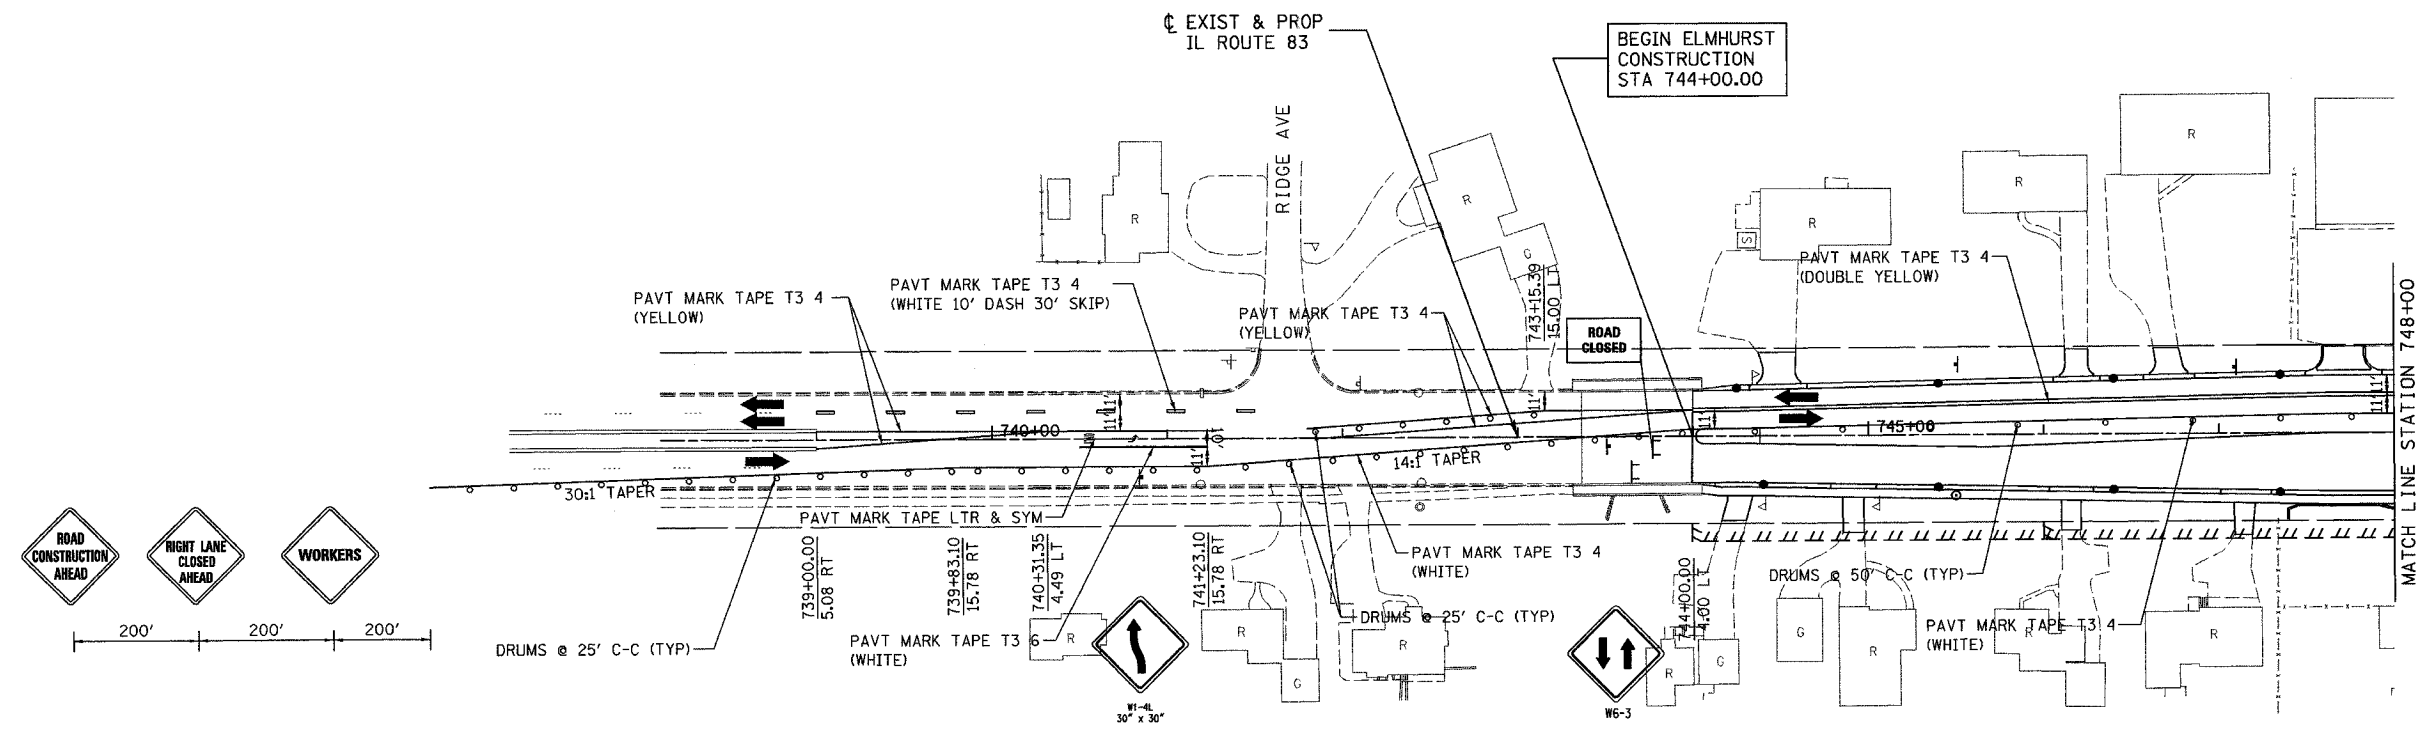 ℄ EXIST & PROP
IL ROUTE 83
BEGIN ELMHURST
CONSTRUCTION
STA 744+00.00
RIDGE AVE
R
R
R
R
R
G
S
PAVT MARK TAPE T3 4
(DOUBLE YELLOW)
PAVT MARK TAPE T3 4
(YELLOW)
PAVT MARK TAPE T3 4
(WHITE 10' DASH 30' SKIP)
PAVT MARK TAPE T3 4
(YELLOW)
743+15.39
15.00 LT
ROAD
CLOSED
MATCH LINE STATION 748+00
11'
11'
11'
11'
11'
11'
740+00
745+00
14:1 TAPER
30:1 TAPER
PAVT MARK TAPE LTR & SYM
ROAD
CONSTRUCTION
AHEAD
RIGHT LANE
CLOSED
AHEAD
WORKERS
200'
200'
200'
739+00.00
5.08 RT
739+83.10
15.78 RT
740+31.35
4.49 LT
741+23.10
15.78 RT
744+00.00
4.00 LT
PAVT MARK TAPE T3 4
(WHITE)
DRUMS @ 50' C-C (TYP)
DRUMS @ 25' C-C (TYP)
DRUMS @ 25' C-C (TYP)
PAVT MARK TAPE T3 6
(WHITE)
PAVT MARK TAPE T3 4
(WHITE)
R
R
R
R
R
R
R
G
G
G
W1-4L
30" x 30"
W6-3